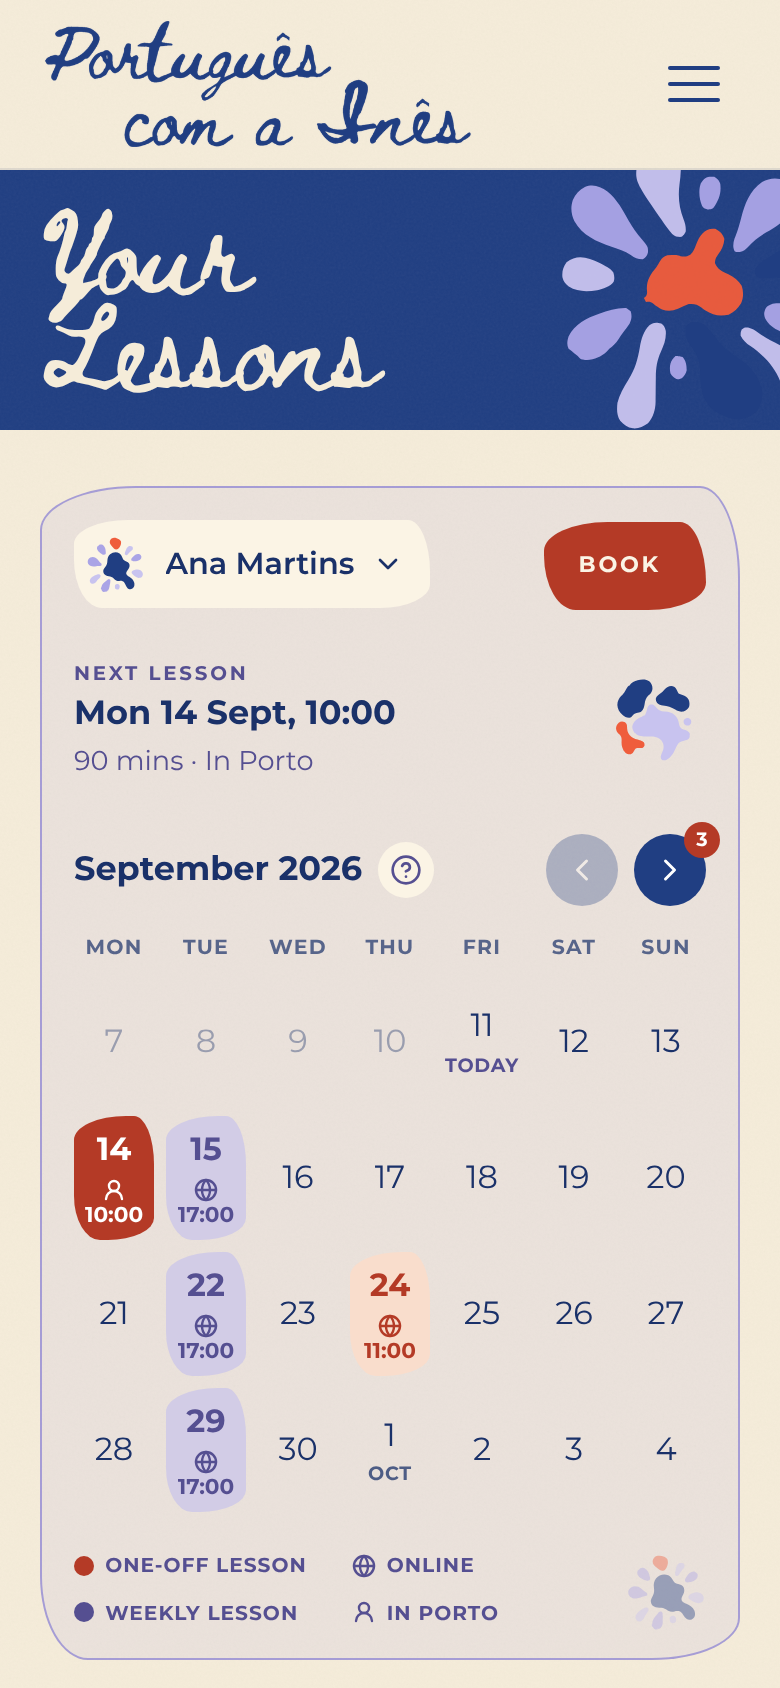 Português
com a Inês
Your
Lessons
Ana Martins
BOOK
NEXT LESSON
Mon 14 Sept, 10:00
90 mins · In Porto
September 2026
3
MON TUE WED THU FRI SAT SUN
7 8 9 10 11 12 13
TODAY
14 15 16 17 18 19 20
10:00 17:00
21 22 23 24 25 26 27
17:00 11:00
28 29 30 1 2 3 4
17:00 OCT
ONE-OFF LESSON ONLINE
WEEKLY LESSON IN PORTO